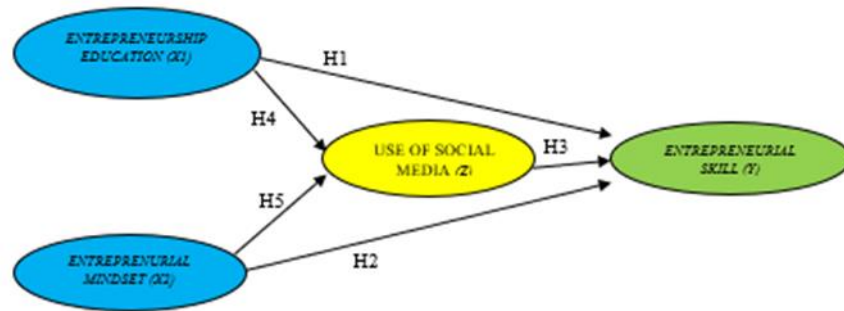 ENTREPRENEURSHIP
EDUCATION (X1)
H1
H4
USE OF SOCIAL
MEDIA (Z)
H3
ENTREPRENEURIAL
SKILL (Y)
H5
ENTREPRENURIAL
MINDSET (X2)
H2